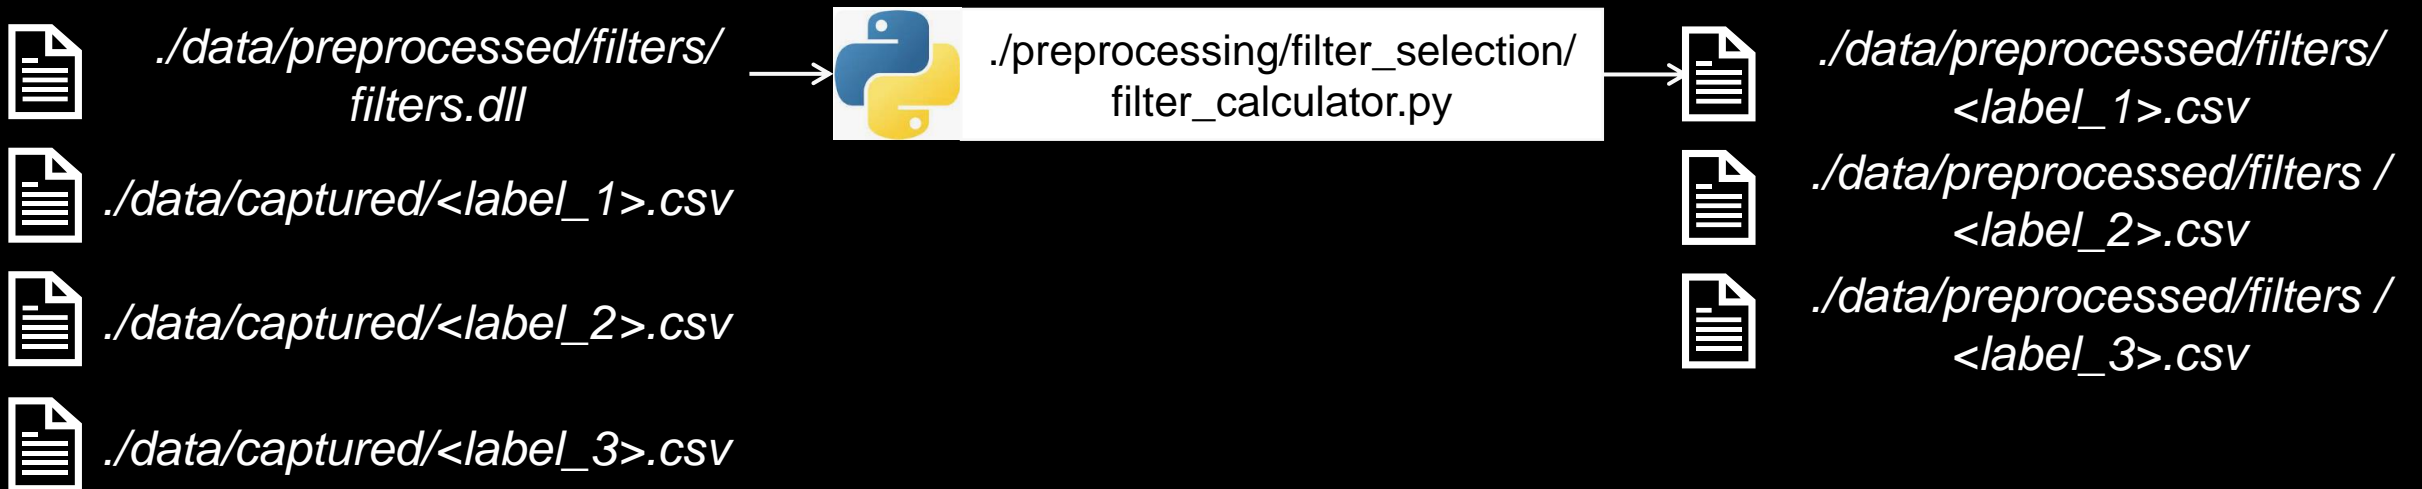 ./data/preprocessed/filters/
filters.dll
./data/captured/<label_1>.csv
./data/captured/<label_2>.csv
./data/captured/<label_3>.csv
./preprocessing/filter_selection/
filter_calculator.py
./data/preprocessed/filters/
<label_1>.csv
./data/preprocessed/filters /
<label_2>.csv
./data/preprocessed/filters /
<label_3>.csv